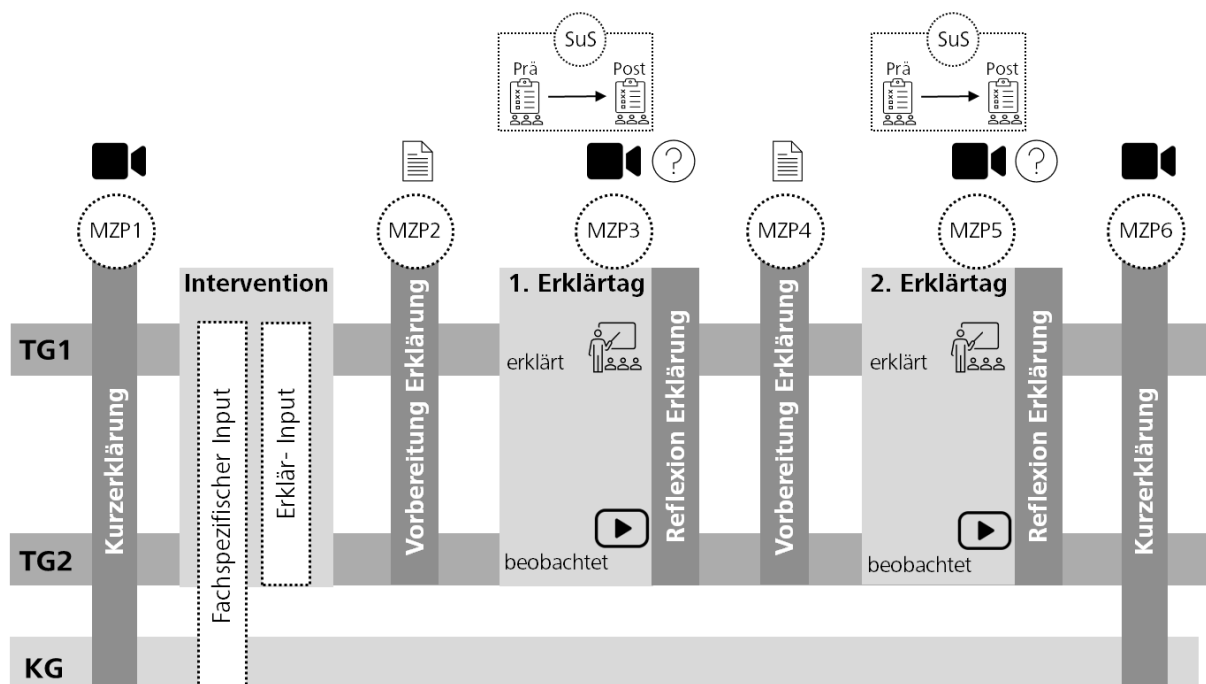 SuS
Prä
Post
SuS
Prä
Post
?
?
MZP1
MZP2
MZP3
MZP4
MZP5
MZP6
Intervention
1. Erklärtag
2. Erklärtag
TG1
TG2
KG
Kurzerklärung
Fachspezifischer Input
Erklär- Input
Vorbereitung Erklärung
erklärt
beobachtet
Reflexion Erklärung
Vorbereitung Erklärung
erklärt
beobachtet
Reflexion Erklärung
Kurzerklärung